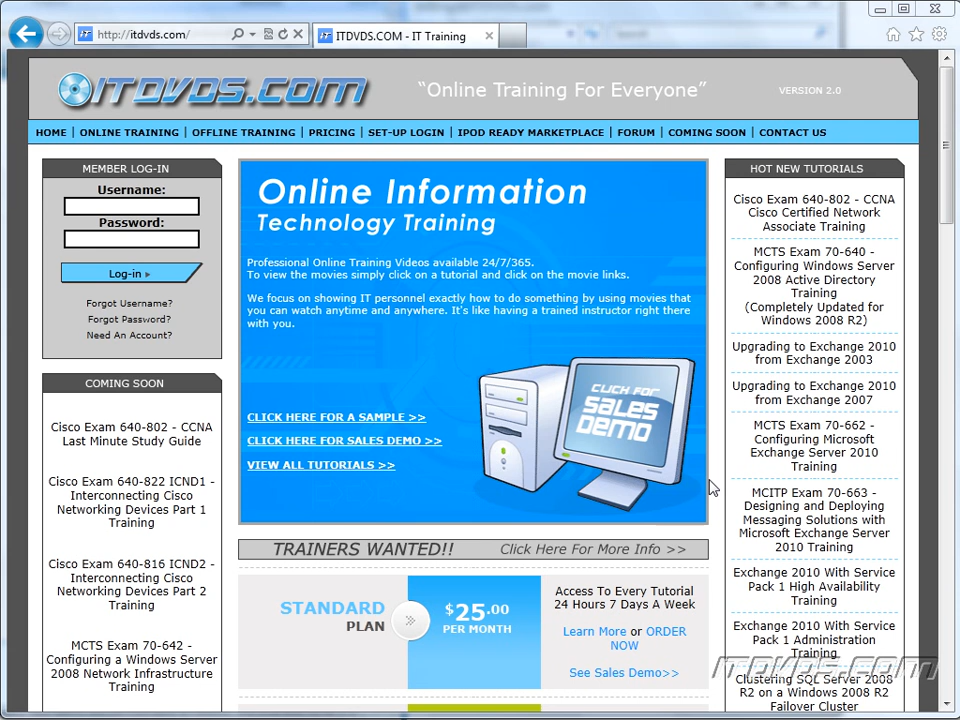 http://itdvds.com/
ITDVDS.COM - IT Training
ITDVDS.COM
“Online Training For Everyone”
VERSION 2.0
HOME | ONLINE TRAINING | OFFLINE TRAINING | PRICING | SET-UP LOGIN | IPOD READY MARKETPLACE | FORUM | COMING SOON | CONTACT US
MEMBER LOG-IN
Username:
Password:
Log-in
Forgot Username?
Forgot Password?
Need An Account?
COMING SOON
Cisco Exam 640-802 - CCNA
Last Minute Study Guide
Cisco Exam 640-822 ICND1 -
Interconnecting Cisco
Networking Devices Part 1
Training
Cisco Exam 640-816 ICND2 -
Interconnecting Cisco
Networking Devices Part 2
Training
MCTS Exam 70-642 -
Configuring a Windows Server
2008 Network Infrastructure
Training
Online Information
Technology Training
Professional Online Training Videos available 24/7/365.
To view the movies simply click on a tutorial and click on the movie links.
We focus on showing IT personnel exactly how to do something by using movies that
you can watch anytime and anywhere. It's like having a trained instructor right there
with you.
CLICK HERE FOR A SAMPLE >>
CLICK HERE FOR SALES DEMO >>
VIEW ALL TUTORIALS >>
CLICK FOR
SALES
DEMO
TRAINERS WANTED!! Click Here For More Info >>
STANDARD
PLAN
$25.00
PER MONTH
Access To Every Tutorial
24 Hours 7 Days A Week
Learn More or ORDER
NOW
See Sales Demo>>
HOT NEW TUTORIALS
Cisco Exam 640-802 - CCNA
Cisco Certified Network
Associate Training
MCTS Exam 70-640 -
Configuring Windows Server
2008 Active Directory
Training
(Completely Updated for
Windows 2008 R2)
Upgrading to Exchange 2010
from Exchange 2003
Upgrading to Exchange 2010
from Exchange 2007
MCTS Exam 70-662 -
Configuring Microsoft
Exchange Server 2010
Training
MCITP Exam 70-663 -
Designing and Deploying
Messaging Solutions with
Microsoft Exchange Server
2010 Training
Exchange 2010 With Service
Pack 1 High Availability
Training
Exchange 2010 With Service
Pack 1 Administration
Training
Clustering SQL Server 2008
R2 on a Windows 2008 R2
Failover Cluster
ITDVDS.COM